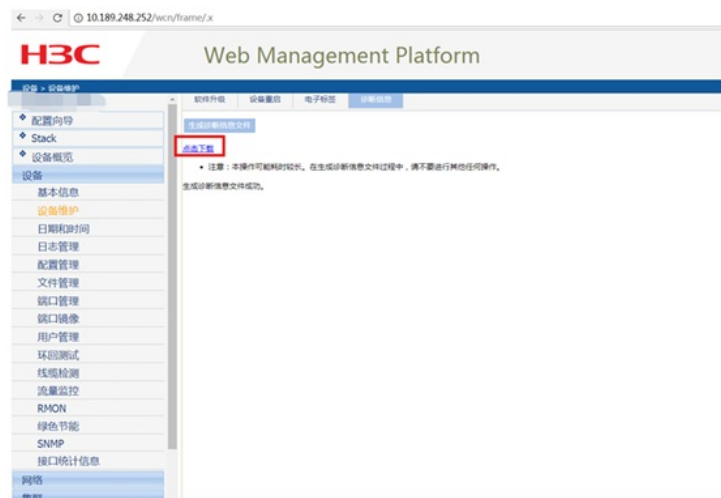 10.189.248.252/wcn/frame/.x
H3C
Web Management Platform
设备 > 设备维护
软件升级 设备重启 电子标签 诊断信息
生成诊断信息文件
点击下载
注意：本操作可能耗时较长。在生成诊断信息文件过程中，请不要进行其他任何操作。
生成诊断信息文件成功。
配置向导
Stack
设备概览
设备
基本信息
设备维护
日期和时间
日志管理
配置管理
文件管理
端口管理
端口镜像
用户管理
环回测试
线缆检测
流量监控
RMON
绿色节能
SNMP
接口统计信息
网络